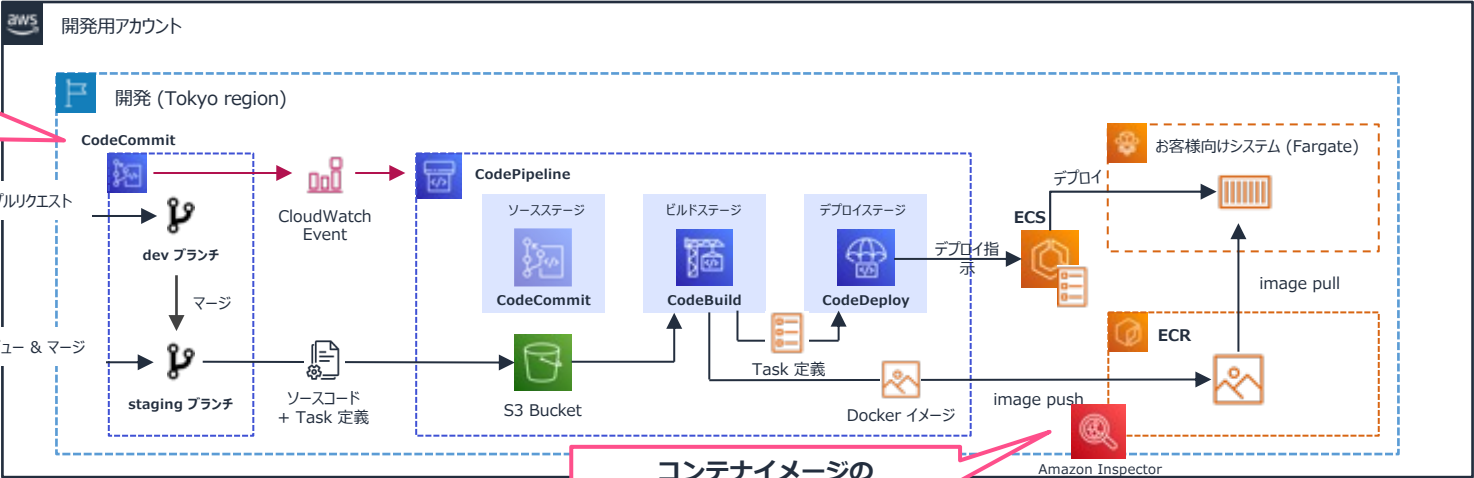 aws
開発用アカウント
開発 (Tokyo region)
CodeCommit
プルリクエスト
dev ブランチ
マージ
ュー & マージ
staging ブランチ
CloudWatch
Event
ソースコード
+ Task 定義
CodePipeline
ソースステージ
CodeCommit
ビルドステージ
CodeBuild
デプロイステージ
CodeDeploy
S3 Bucket
Task 定義
Docker イメージ
デプロイ指
示
ECS
デプロイ
お客様向けシステム (Fargate)
image pull
ECR
image push
Amazon Inspector
コンテナイメージの